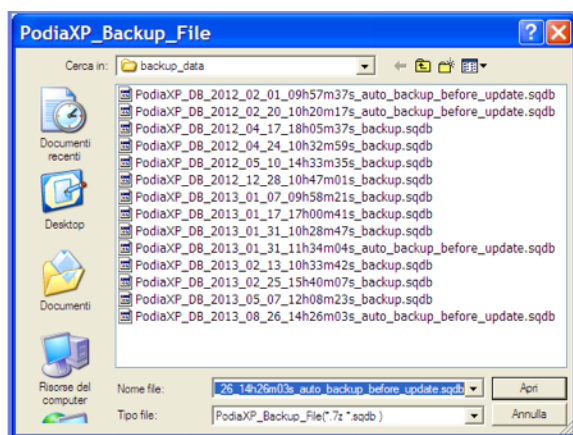 PodiaXP_Backup_File
Cerca in:
backup_data
PodiaXP_DB_2012_02_01_09h57m37s_auto_backup_before_update.sqdb
PodiaXP_DB_2012_02_20_10h20m17s_auto_backup_before_update.sqdb
PodiaXP_DB_2012_04_17_18h05m37s_backup.sqdb
PodiaXP_DB_2012_04_24_10h32m59s_backup.sqdb
PodiaXP_DB_2012_05_10_14h33m35s_backup.sqdb
PodiaXP_DB_2012_12_28_10h47m01s_backup.sqdb
PodiaXP_DB_2013_01_07_09h58m21s_backup.sqdb
PodiaXP_DB_2013_01_17_17h00m41s_backup.sqdb
PodiaXP_DB_2013_01_31_10h28m47s_backup.sqdb
PodiaXP_DB_2013_01_31_11h34m04s_auto_backup_before_update.sqdb
PodiaXP_DB_2013_02_13_10h33m42s_backup.sqdb
PodiaXP_DB_2013_02_25_15h40m07s_backup.sqdb
PodiaXP_DB_2013_05_07_12h08m23s_backup.sqdb
PodiaXP_DB_2013_08_26_14h26m03s_auto_backup_before_update.sqdb
Documenti
recenti
Desktop
Documenti
Risorse del
computer
Nome file:
_26_14h26m03s_auto_backup_before_update.sqdb
Apri
Tipo file:
PodiaXP_Backup_File(*.7z *.sqdb )
Annulla